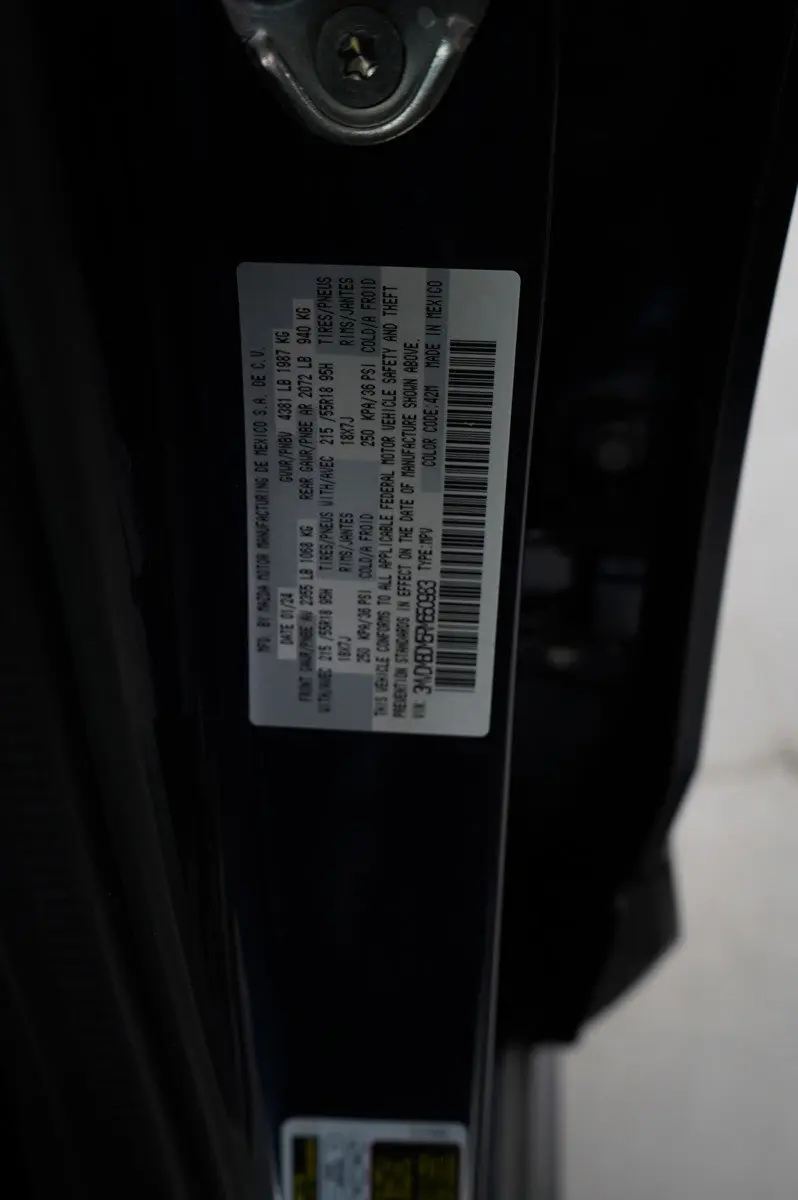 MFG. BY MAZDA MOTOR MANUFACTURING DE MEXICO S.A. DE C.V.
DATE 01/24 GVWR/PNBV 4381 LB 1987 KG
FRONT GAWR/PNBE AV 2355 LB 1068 KG REAR GAWR/PNBE AR 2072 LB 940 KG
WITH/AVEC 215 /55R18 95H TIRES/PNEUS WITH/AVEC 215 /55R18 95H TIRES/PNEUS
18X7J RIMS/JANTES 18X7J RIMS/JANTES
250 KPA/36 PSI COLD/A FROID 250 KPA/36 PSI COLD/A FROID
THIS VEHICLE CONFORMS TO ALL APPLICABLE FEDERAL MOTOR VEHICLE SAFETY AND THEFT
PREVENTION STANDARDS IN EFFECT ON THE DATE OF MANUFACTURE SHOWN ABOVE.
VIN: TYPE:MPV COLOR CODE:42M MADE IN MEXICO